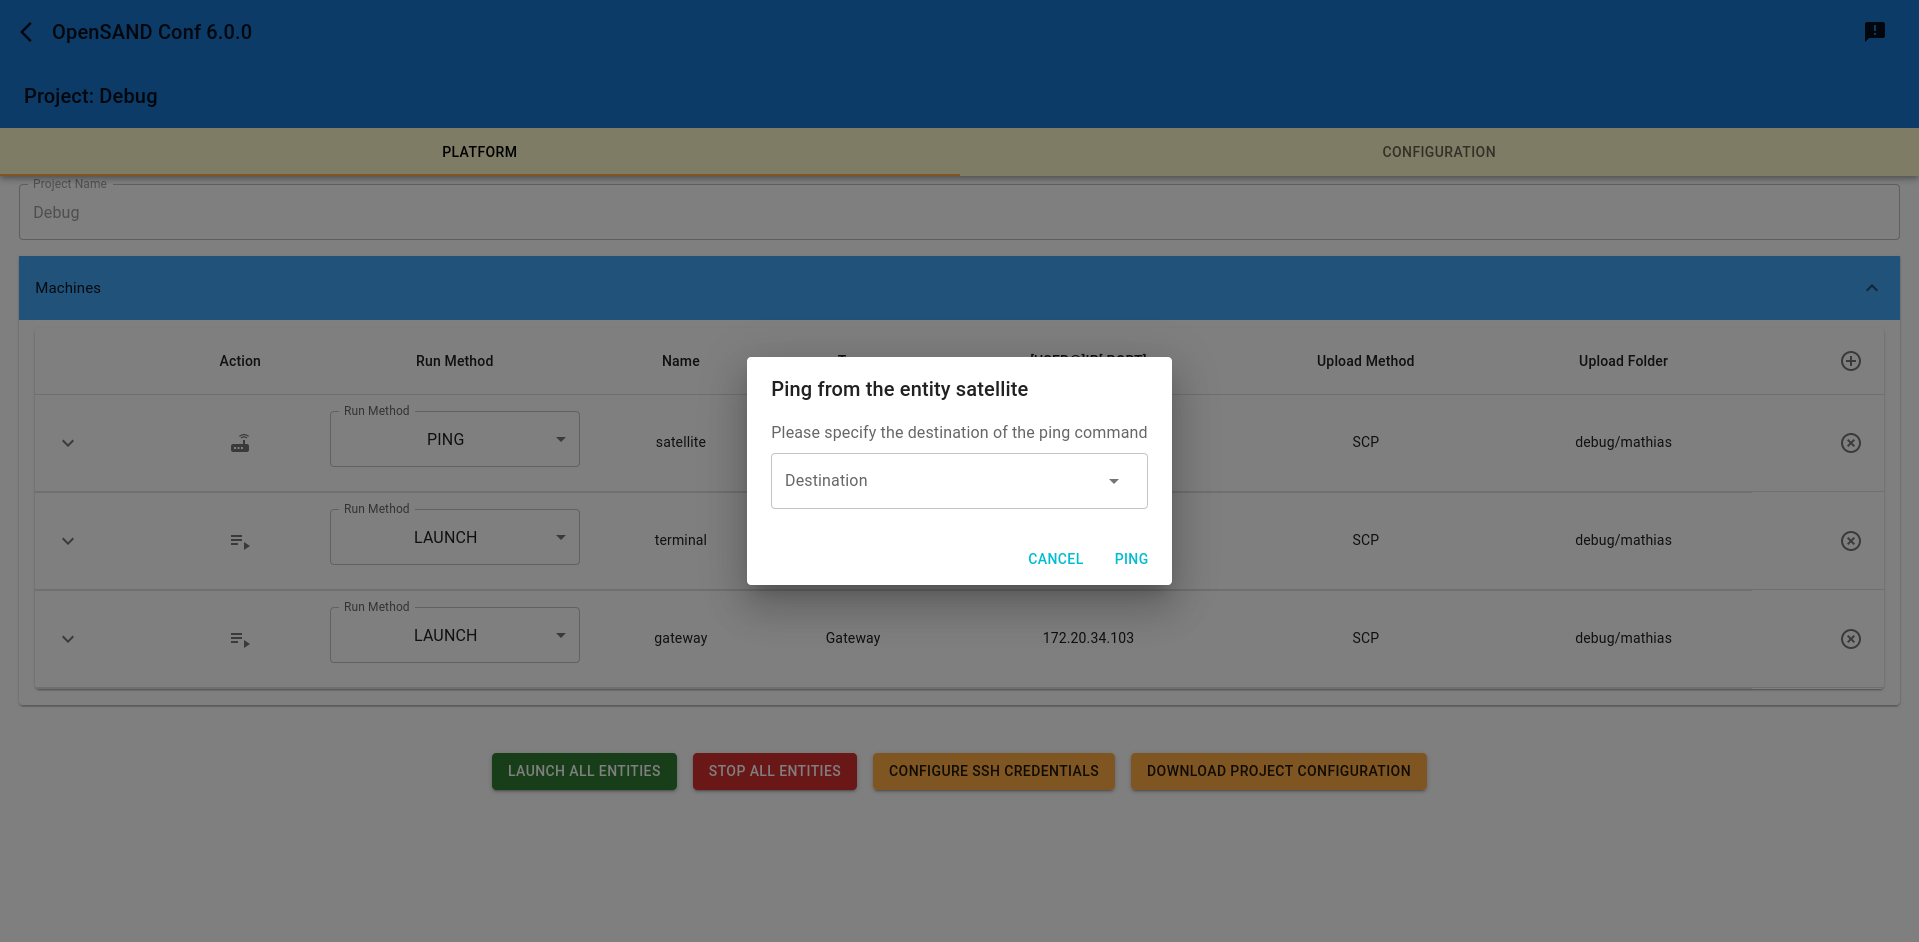 OpenSAND Conf 6.0.0
Project: Debug
PLATFORM
CONFIGURATION
Project Name
Debug
Machines
Action
Run Method
Name
Upload Method
Upload Folder
Run Method
PING
satellite
SCP
debug/mathias
Run Method
LAUNCH
terminal
SCP
debug/mathias
Run Method
LAUNCH
gateway
Gateway
172.20.34.103
SCP
debug/mathias
Ping from the entity satellite
Please specify the destination of the ping command
Destination
CANCEL
PING
LAUNCH ALL ENTITIES
STOP ALL ENTITIES
CONFIGURE SSH CREDENTIALS
DOWNLOAD PROJECT CONFIGURATION